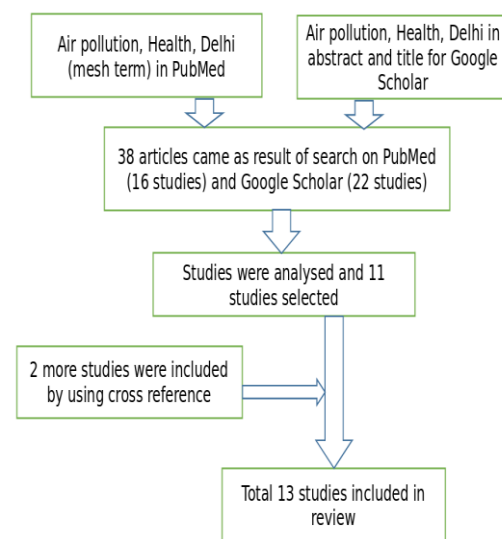 Air pollution, Health, Delhi
(mesh term) in PubMed
Air pollution, Health, Delhi in
abstract and title for Google
Scholar
38 articles came as result of search on PubMed
(16 studies) and Google Scholar (22 studies)
Studies were analysed and 11
studies selected
2 more studies were included
by using cross reference
Total 13 studies included in
review